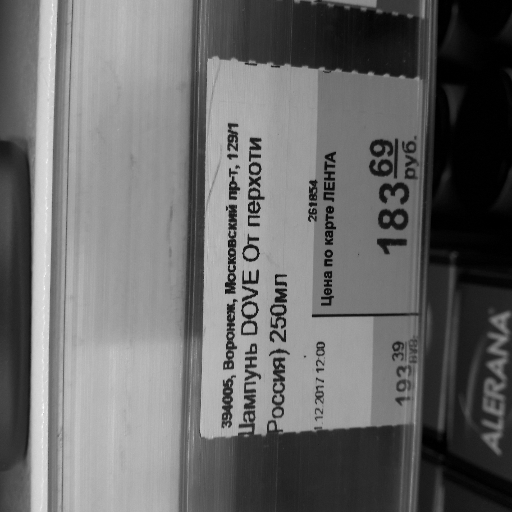 394005, Воронеж, Московский пр-т, 129/1
Шампунь DOVE От перхоти
Россия) 250мл
261854
Цена по карте ЛЕНТА
183 69
руб.
12.2017 12:00
193 39
руб.
ALERANA